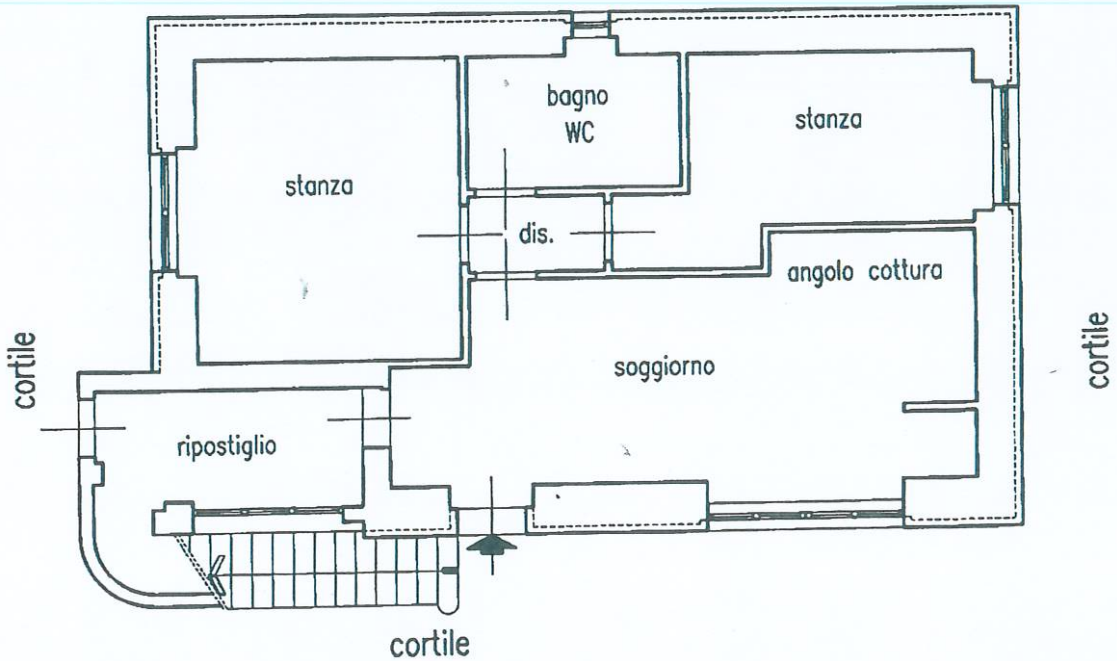 bagno
WC
stanza
stanza
dis.
angolo cottura
cortile
cortile
soggiorno
ripostiglio
cortile